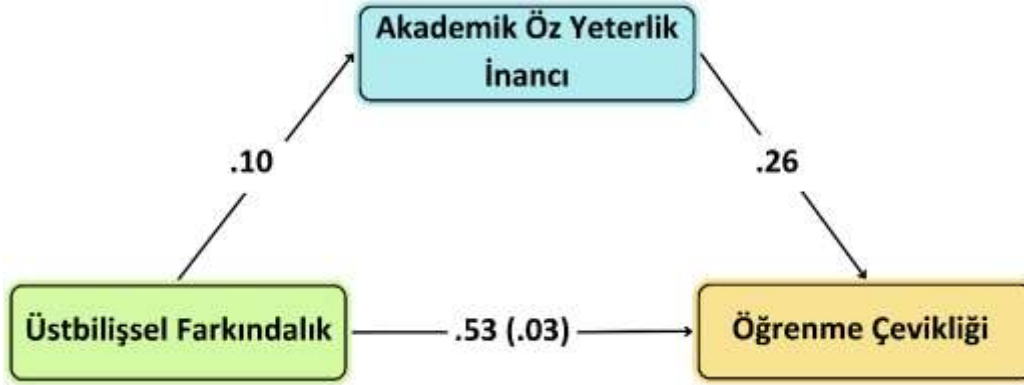 Akademik Öz Yeterlik
İnancı
.10
.26
Üstbilişsel Farkındalık
.53 (.03)
Öğrenme Çevikliği